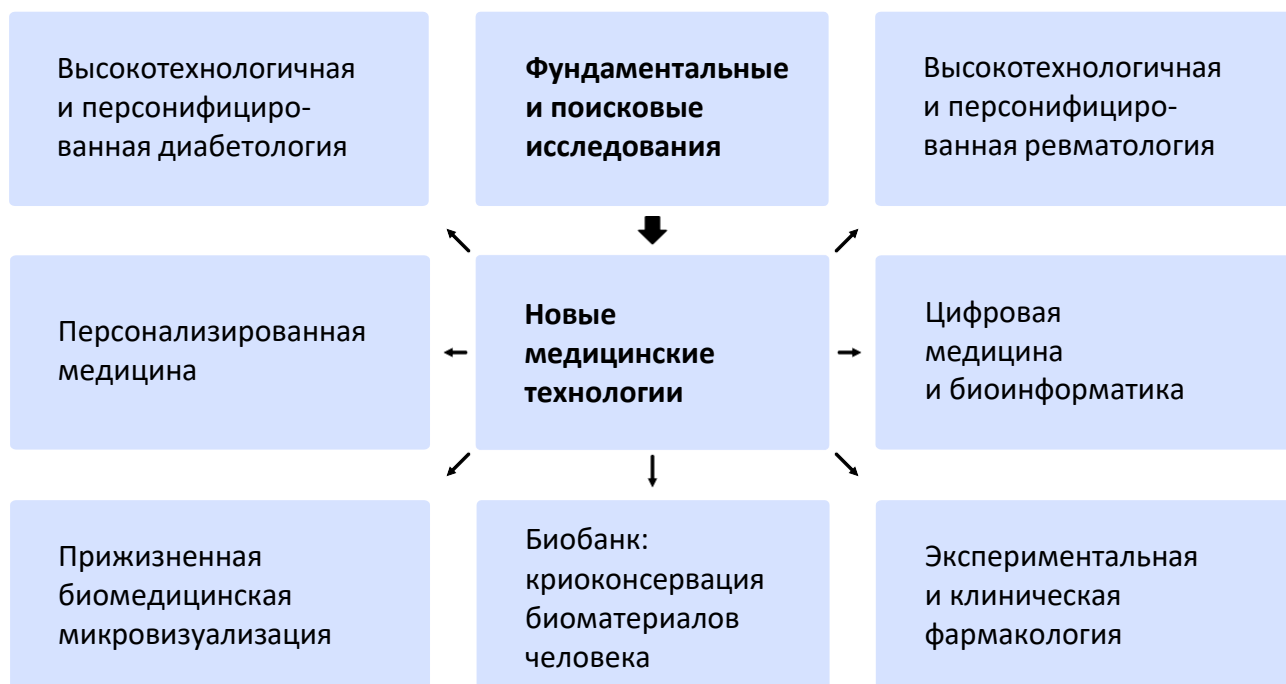 Высокотехнологичная
и персонифициро-
ванная диабетология
Фундаментальные
и поисковые
исследования
Высокотехнологичная
и персонифициро-
ванная ревматология
Персонализированная
медицина
Новые
медицинские
технологии
Цифровая
медицина
и биоинформатика
Прижизненная
биомедицинская
микровизуализация
Биобанк:
криоконсервация
биоматериалов
человека
Экспериментальная
и клиническая
фармакология